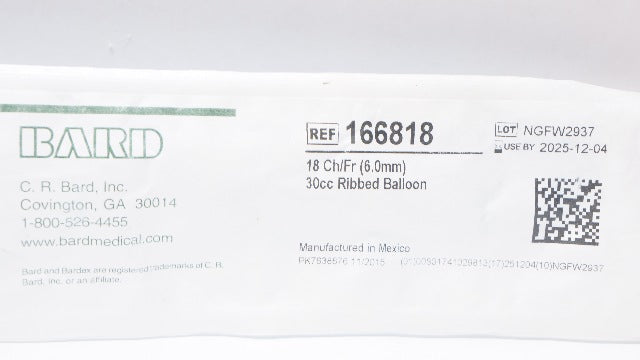 BARD
C. R. Bard, Inc.
Covington, GA 30014
1-800-526-4455
www.bardmedical.com
Bard and Bardex are registered trademarks of C. R.
Bard, Inc. or an affiliate.
REF 166818
18 Ch/Fr (6.0mm)
30cc Ribbed Balloon
Manufactured in Mexico
11/2015
LOT NGFW2937
USE BY 2025-12-04